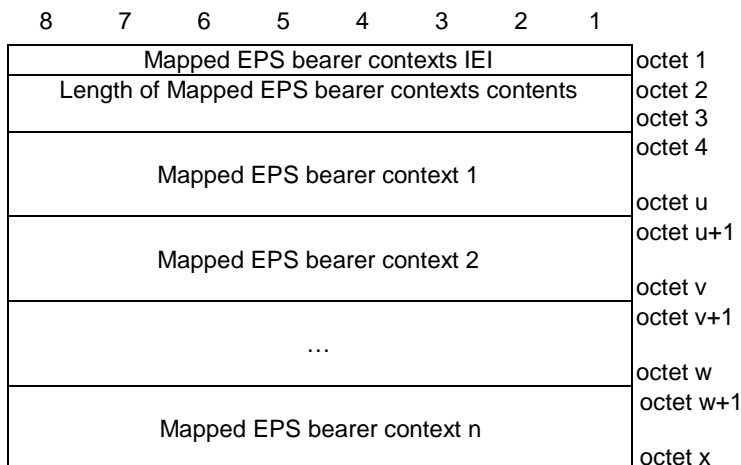 8 7 6 5 4 3 2 1
Mapped EPS bearer contexts IEI octet 1
Length of Mapped EPS bearer contexts contents octet 2
octet 3
octet 4
Mapped EPS bearer context 1
octet u
octet u+1
Mapped EPS bearer context 2
octet v
octet v+1
…
octet w
octet w+1
Mapped EPS bearer context n
octet x